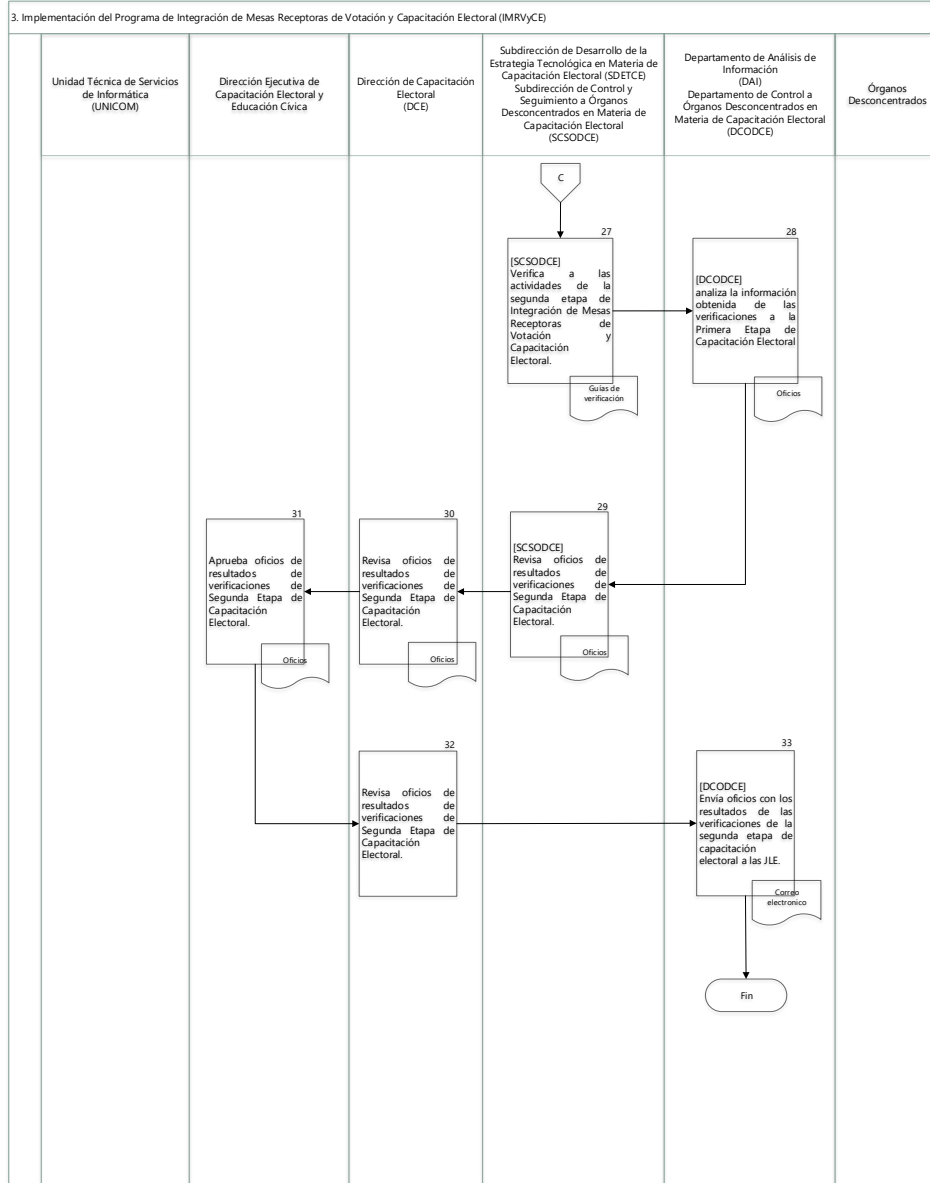 3. Implementación del Programa de Integración de Mesas Receptoras de Votación y Capacitación Electoral (IMRVyCE)
Unidad Técnica de Servicios
de Informática
(UNICOM)
Dirección Ejecutiva de
Capacitación Electoral y
Educación Cívica
Dirección de Capacitación
Electoral
(DCE)
Subdirección de Desarrollo de la
Estrategia Tecnológica en Materia de
Capacitación Electoral (SDETCE)
Subdirección de Control y
Seguimiento a Órganos
Desconcentrados en Materia de
Capacitación Electoral
(SCSODCE)
Departamento de Análisis de
Información
(DAI)
Departamento de Control a
Órganos Desconcentrados en
Materia de Capacitación Electoral
(DCODCE)
Órganos
Desconcentrados
C
27
[SCSODCE]
Verifica a las
actividades de la
segunda etapa de
Integración de Mesas
Receptoras de
Votación y
Capacitación
Electoral.
Guías de
verificación
28
[DCODCE]
analiza la información
obtenida de las
verificaciones a la
Primera Etapa de
Capacitación Electoral
Oficios
29
[SCSODCE]
Revisa oficios de
resultados de
verificaciones de
Segunda Etapa de
Capacitación
Electoral.
Oficios
30
Revisa oficios de
resultados de
verificaciones de
Segunda Etapa de
Capacitación
Electoral.
Oficios
31
Aprueba oficios de
resultados de
verificaciones de
Segunda Etapa de
Capacitación
Electoral.
Oficios
32
Revisa oficios de
resultados de
verificaciones de
Segunda Etapa de
Capacitación
Electoral.
33
[DCODCE]
Envía oficios con los
resultados de las
verificaciones de la
segunda etapa de
capacitación
electoral a las JLE.
Correo
electronico
Fin